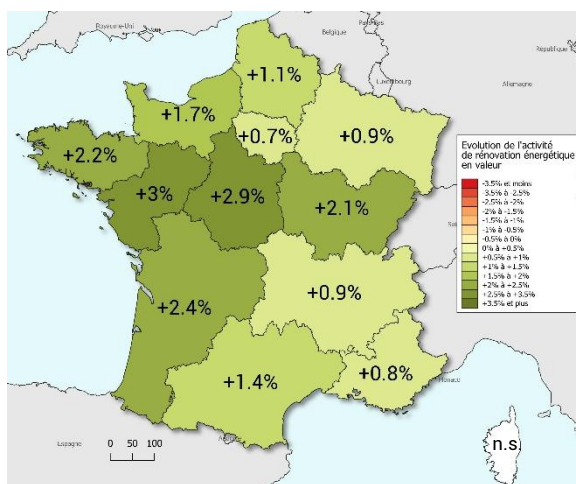 Royaume-Uni
Belgique
Luxembourg
Allemagne
+1.1%
+1.7%
+0.7%
+0.9%
+2.2%
+3%
+2.9%
+2.1%
+2.4%
+0.9%
+1.4%
+0.8%
Monaco
n.s
Espagne
0 50 100
Evolution de l'activité
de rénovation énergétique
en valeur
-3.5% et moins
-3.5% à -2.5%
-2.5% à -2%
-2% à -1.5%
-1.5% à -1%
-1% à -0.5%
-0.5% à 0%
0% à +0.5%
+0.5% à +1%
+1% à +1.5%
+1.5% à +2%
+2% à +2.5%
+2.5% à +3.5%
+3.5% et plus